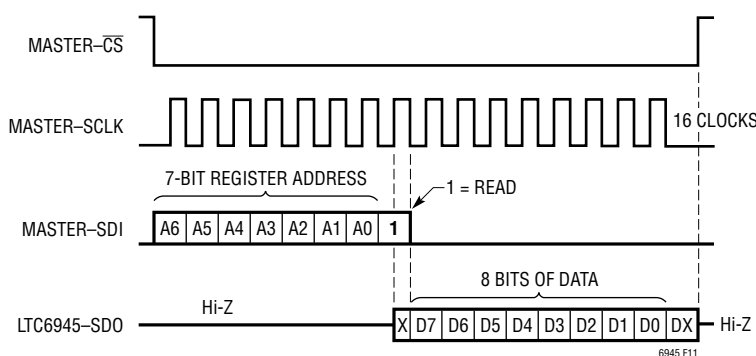 MASTER–C̅S̅
MASTER–SCLK
16 CLOCKS
7-BIT REGISTER ADDRESS
1 = READ
MASTER–SDI
A6 A5 A4 A3 A2 A1 A0 1
8 BITS OF DATA
Hi-Z
LTC6945–SDO
X D7 D6 D5 D4 D3 D2 D1 D0 DX
Hi-Z
6945 F11